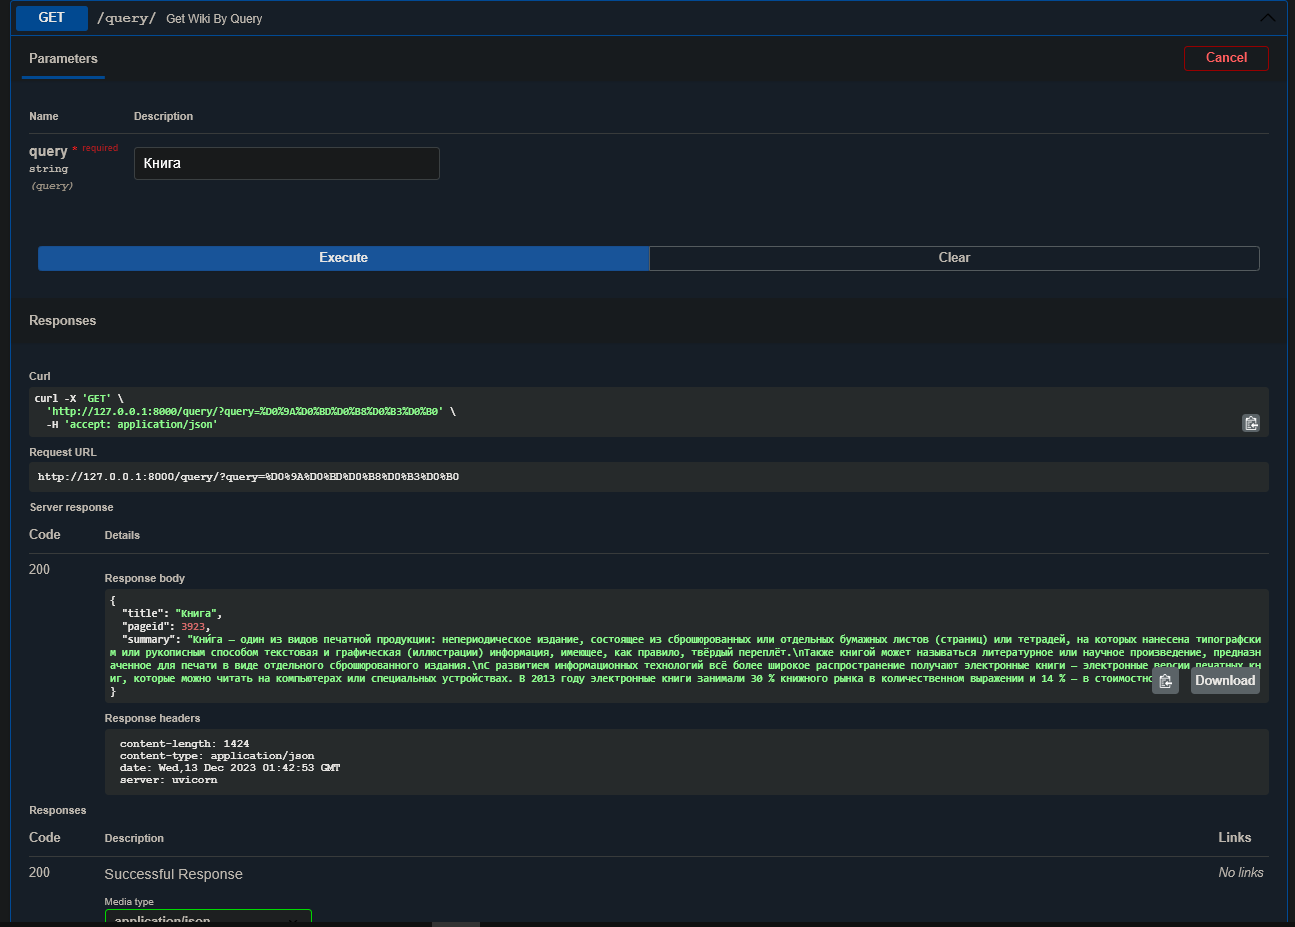 GET /query/ Get Wiki By Query
Parameters
Cancel
Name Description
query * required
string
(query)
Книга
Execute Clear
Responses
Curl
curl -X 'GET' \
'http://127.0.0.1:8000/query/?query=%D0%9A%D0%BD%D0%B8%D0%B3%D0%B0' \
-H 'accept: application/json'
Request URL
http://127.0.0.1:8000/query/?query=%D0%9A%D0%BD%D0%B8%D0%B3%D0%B0
Server response
Code Details
200
Response body
{
"title": "Книга",
"pageid": 3923,
"summary": "Кни́га — один из видов печатной продукции: непериодическое издание, состоящее из сброшюрованных или отдельных бумажных листов (страниц) или тетрадей, на которых нанесена типографски
м или рукописным способом текстовая и графическая (иллюстрации) информация, имеющее, как правило, твёрдый переплёт.\nТакже книгой может называться литературное или научное произведение, предназн
аченное для печати в виде отдельного сброшюрованного издания.\nС развитием информационных технологий всё более широкое распространение получают электронные книги — электронные версии печатных кн
иг, которые можно читать на компьютерах или специальных устройствах. В 2013 году электронные книги занимали 30 % книжного рынка в количественном выражении и 14 % — в
}
Download
Response headers
content-length: 1424
content-type: application/json
date: Wed,13 Dec 2023 01:42:53 GMT
server: uvicorn
Responses
Code Description Links
200 Successful Response No links
Media type
application/json